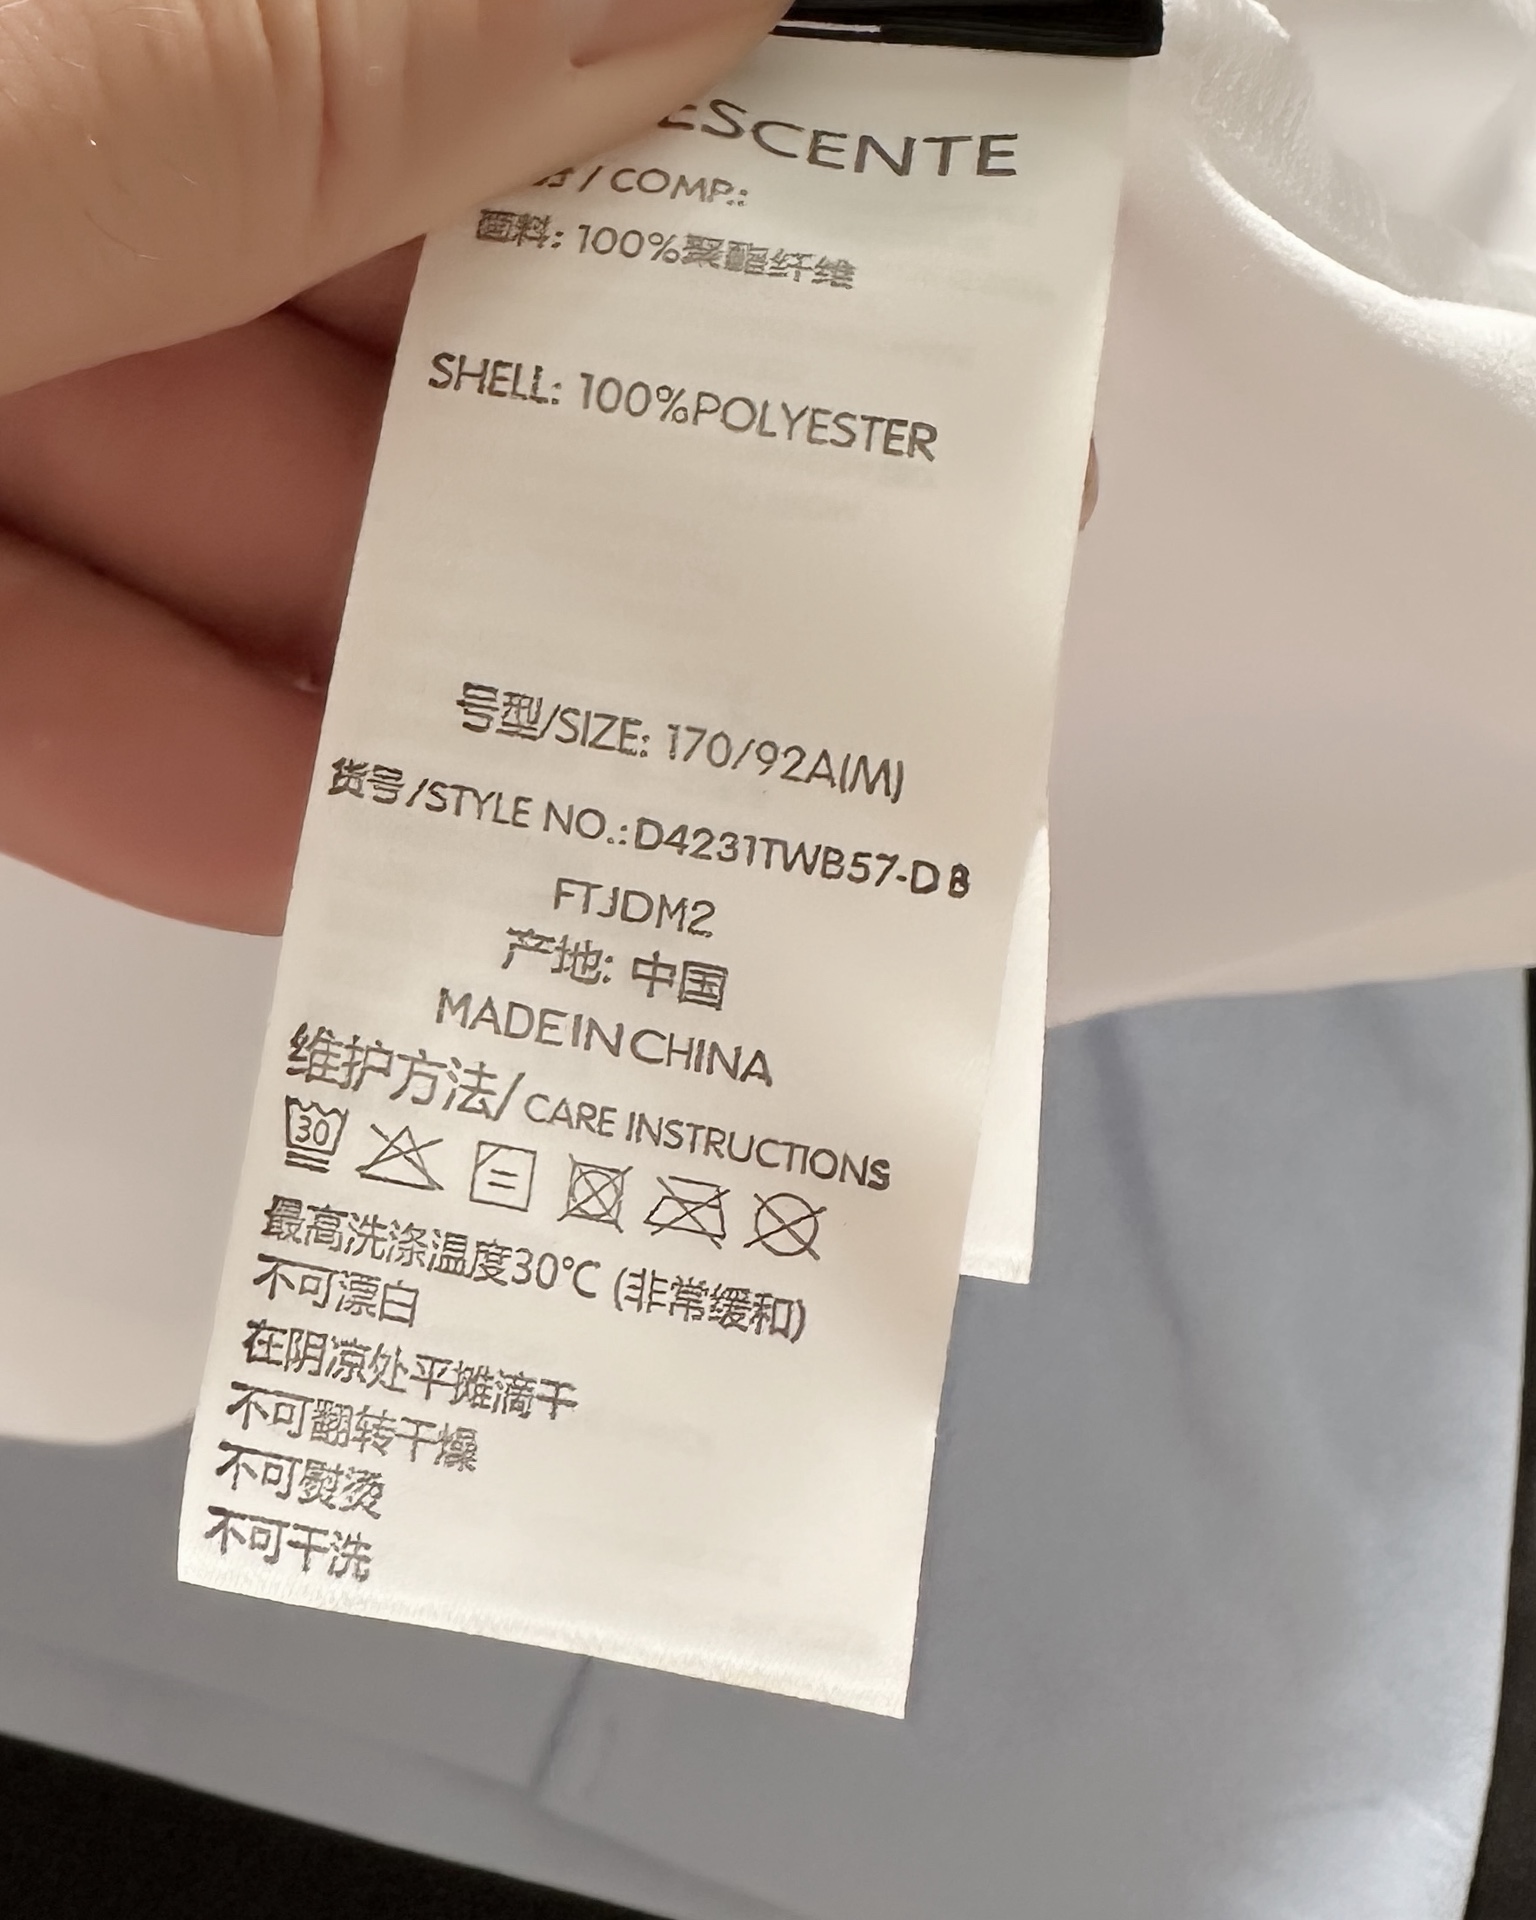 ESCENTE
/ COMP.:
面料: 100%聚酯纤维
SHELL: 100%POLYESTER
号型/SIZE: 170/92A(M)
货号/STYLE NO.:D4231TWB57-D B
FTJDM2
产地: 中国
MADE IN CHINA
维护方法/ CARE INSTRUCTIONS
30
最高洗涤温度30°C (非常缓和)
不可漂白
在阴凉处平摊滴干
不可翻转干燥
不可熨烫
不可干洗